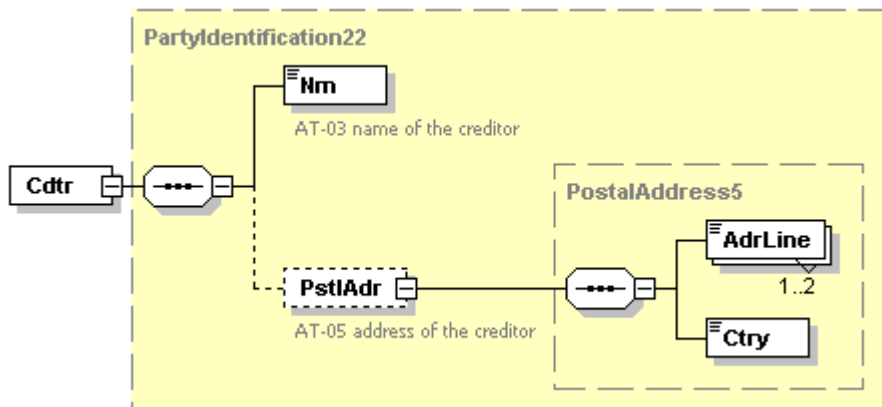 PartyIdentification22
Nm
AT-03 name of the creditor
Cdtr
PostalAddress5
AdrLine
1..2
PstlAdr
AT-05 address of the creditor
Ctry